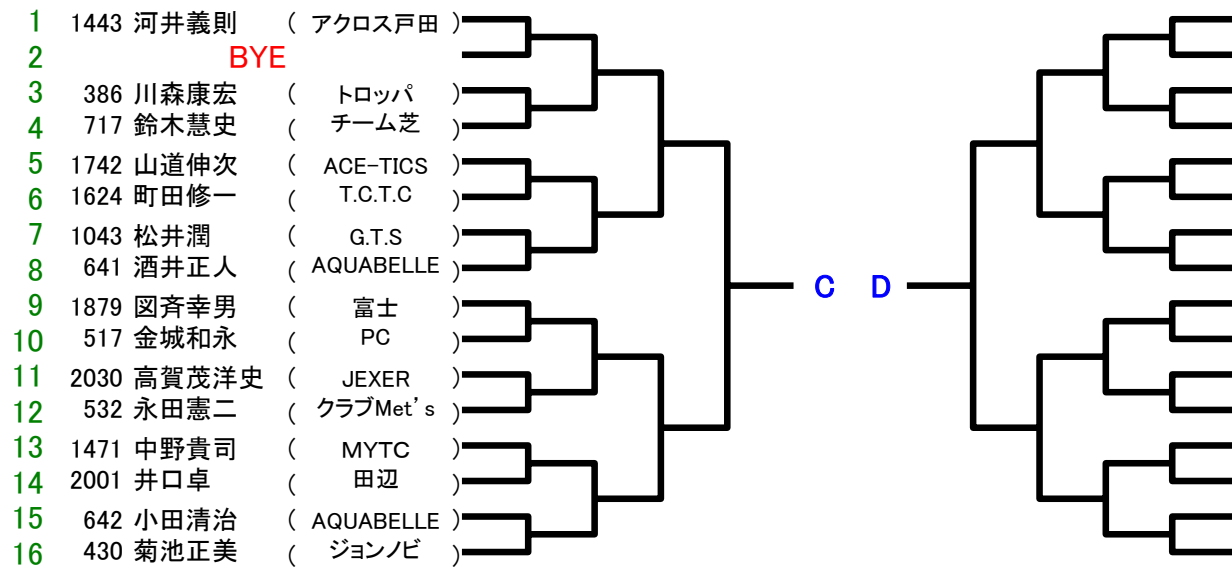 1 1443 河井義則 ( アクロス戸田 )
2 BYE
3 386 川森康宏 ( トロッパ )
4 717 鈴木慧史 ( チーム芝 )
5 1742 山道伸次 ( ACE-TICS )
6 1624 町田修一 ( T.C.T.C )
7 1043 松井潤 ( G.T.S )
8 641 酒井正人 ( AQUABELLE )
C D
9 1879 図斉幸男 ( 富士 )
10 517 金城和永 ( PC )
11 2030 高賀茂洋史 ( JEXER )
12 532 永田憲二 ( クラブMet's )
13 1471 中野貴司 ( MYTC )
14 2001 井口卓 ( 田辺 )
15 642 小田清治 ( AQUABELLE )
16 430 菊池正美 ( ジョンノビ )